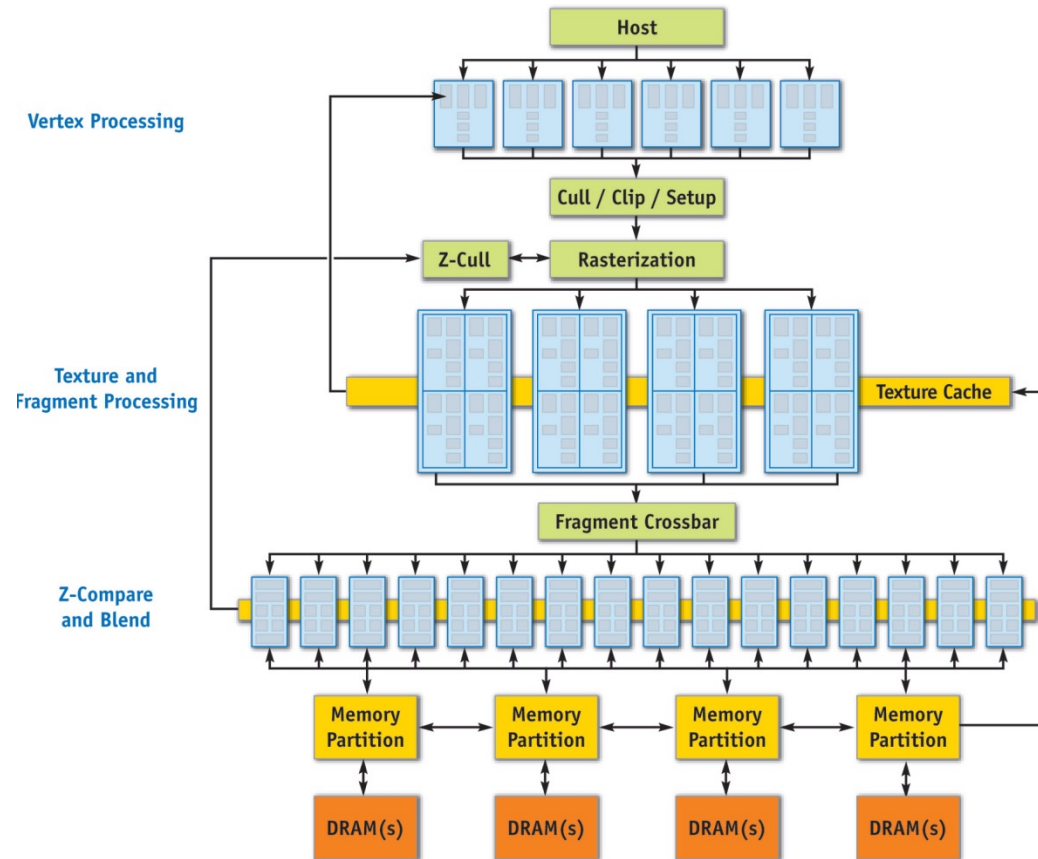 Host
Vertex Processing
Cull / Clip / Setup
Z-Cull
Rasterization
Texture and
Fragment Processing
Texture Cache
Fragment Crossbar
Z-Compare
and Blend
Memory
Partition
Memory
Partition
Memory
Partition
Memory
Partition
DRAM(s)
DRAM(s)
DRAM(s)
DRAM(s)